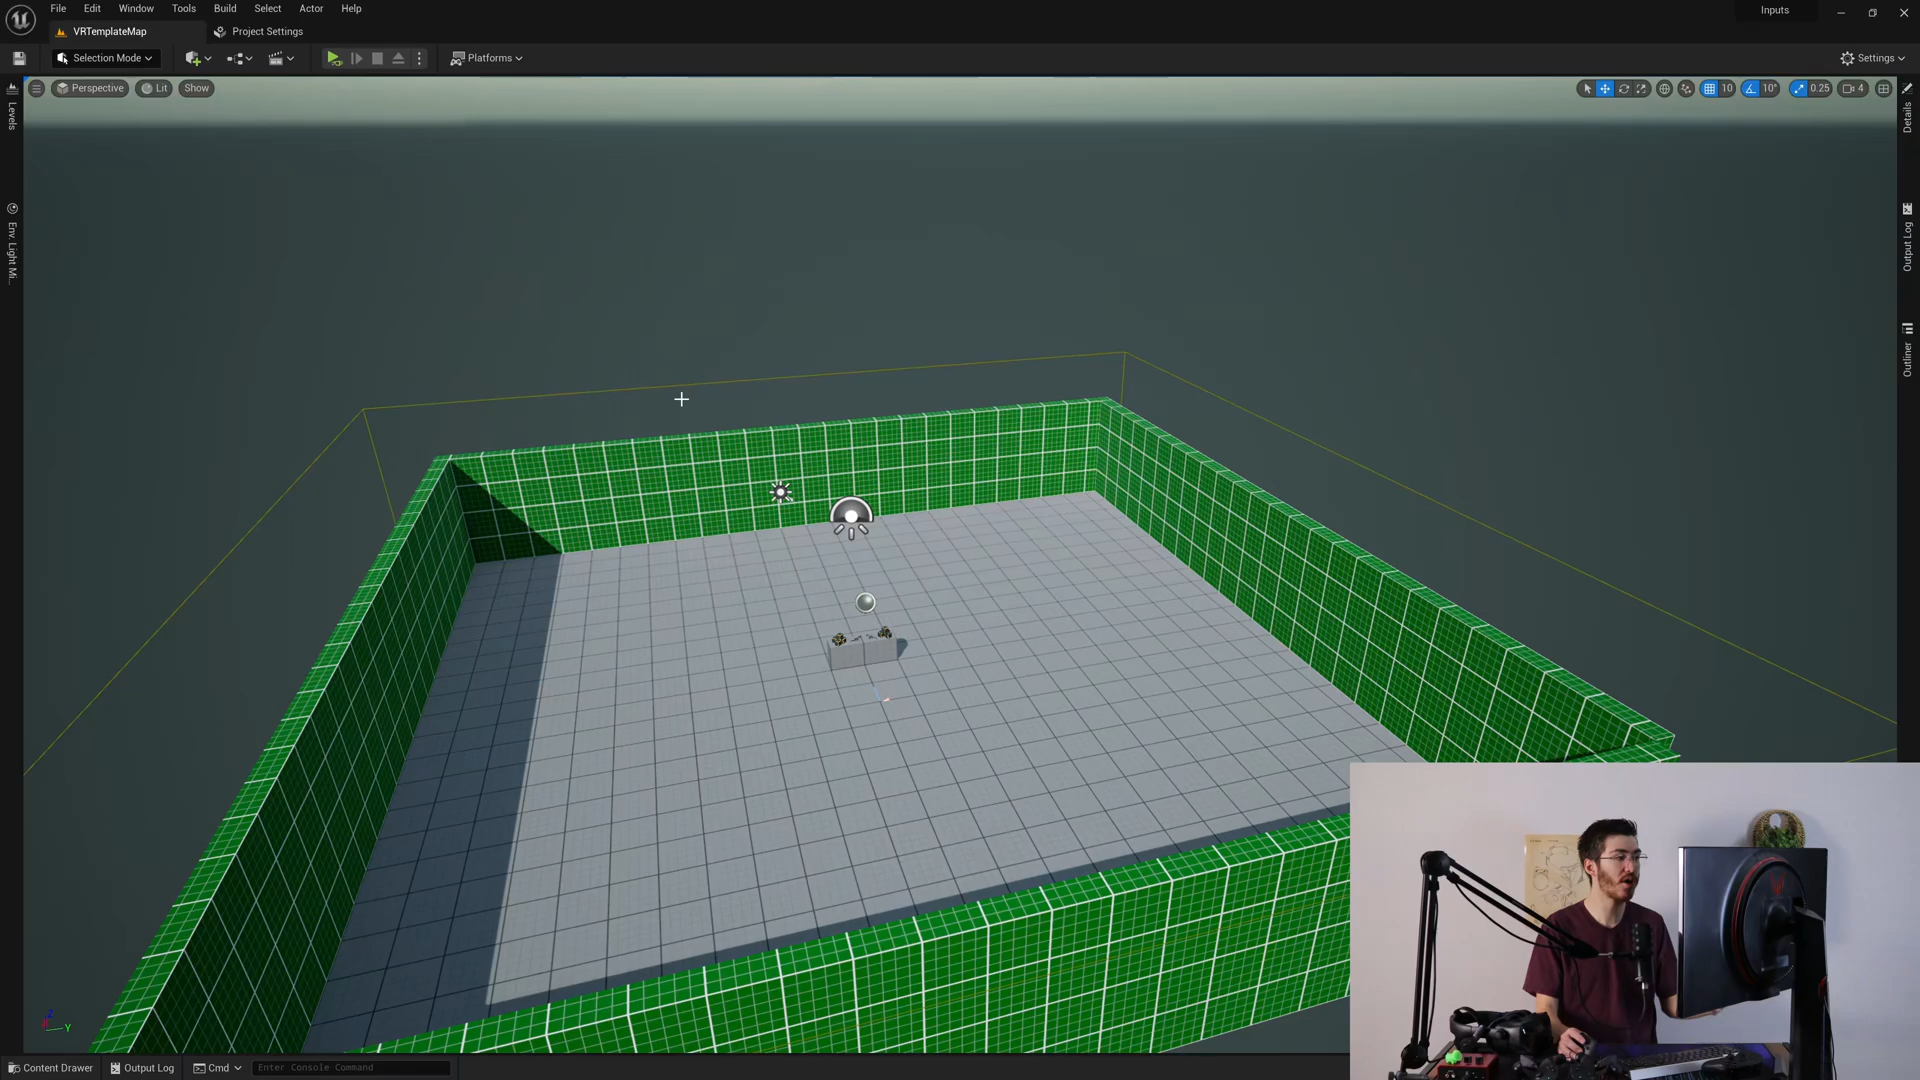 File Edit Window Tools Build Select Actor Help
Inputs
VRTemplateMap
Project Settings
Selection Mode
Platforms
Settings
Perspective
Lit
Show
10
10°
0.25
4
Levels
Env. Light Mi...
Details
Output Log
Outliner
Z
Y
Content Drawer
Output Log
Cmd
Enter Console Command